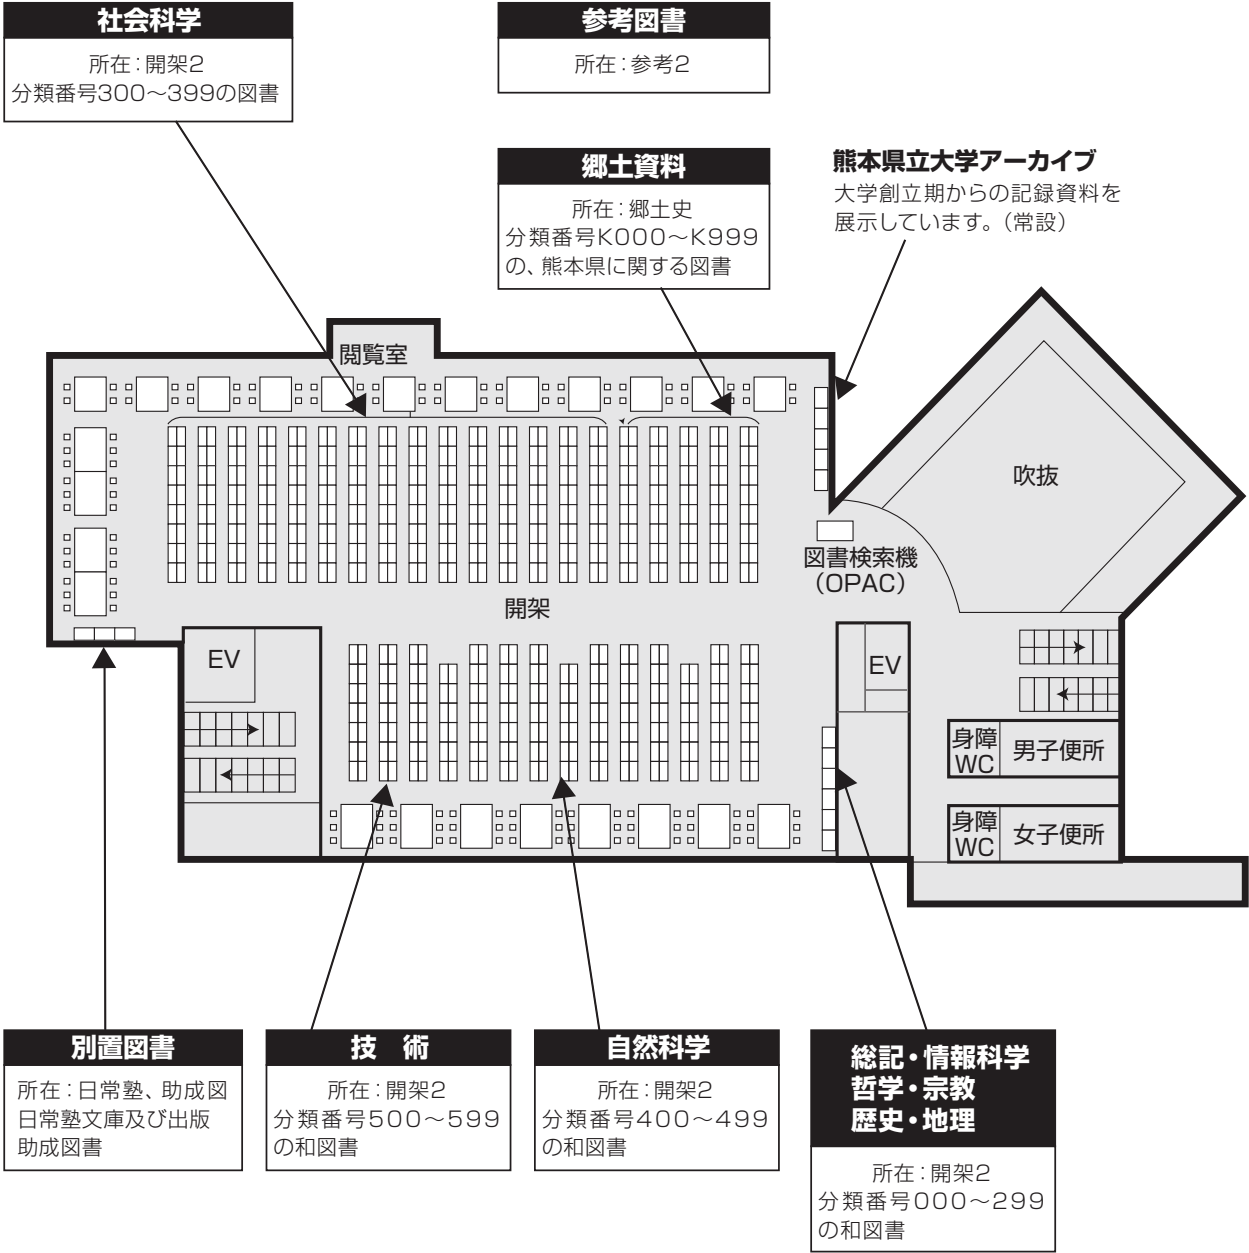 社会科学
所在：開架2
分類番号300～399の図書
参考図書
所在：参考2
郷土資料
所在：郷土史
分類番号K000～K999
の、熊本県に関する図書
熊本県立大学アーカイブ
大学創立期からの記録資料を
展示しています。（常設）
閲覧室
吹抜
図書検索機
（OPAC）
開架
EV
EV
身障
WC
男子便所
身障
WC
女子便所
別置図書
所在：日常塾、助成図
日常塾文庫及び出版
助成図書
技　術
所在：開架2
分類番号500～599
の和図書
自然科学
所在：開架2
分類番号400～499
の和図書
総記・情報科学
哲学・宗教
歴史・地理
所在：開架2
分類番号000～299
の和図書